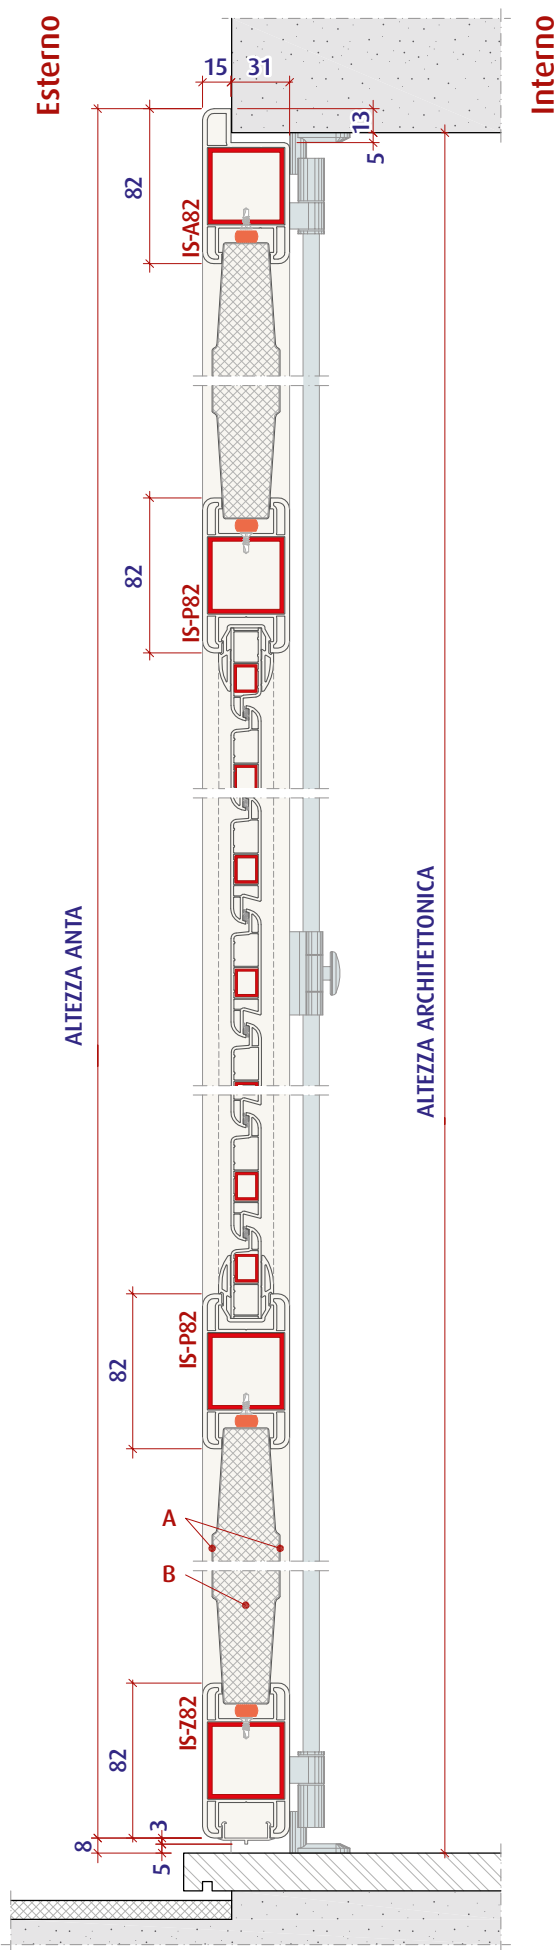 Esterno
Interno
15
31
13
5
82
IS-A82
82
IS-P82
ALTEZZA ANTA
ALTEZZA ARCHITETTONICA
IS-P82
82
A
B
IS-Z82
82
3
8
5